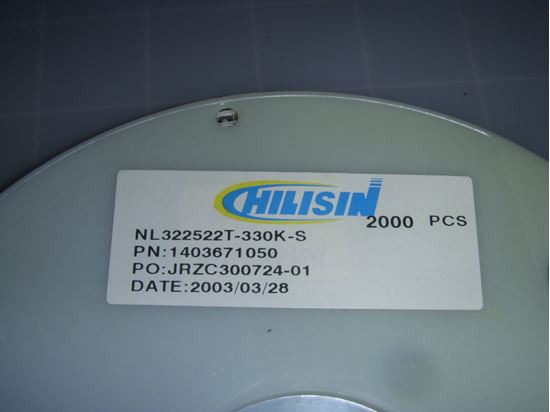 CHILISIN 2000 PCS
NL322522T-330K-S
PN:1403671050
PO:JRZC300724-01
DATE:2003/03/28